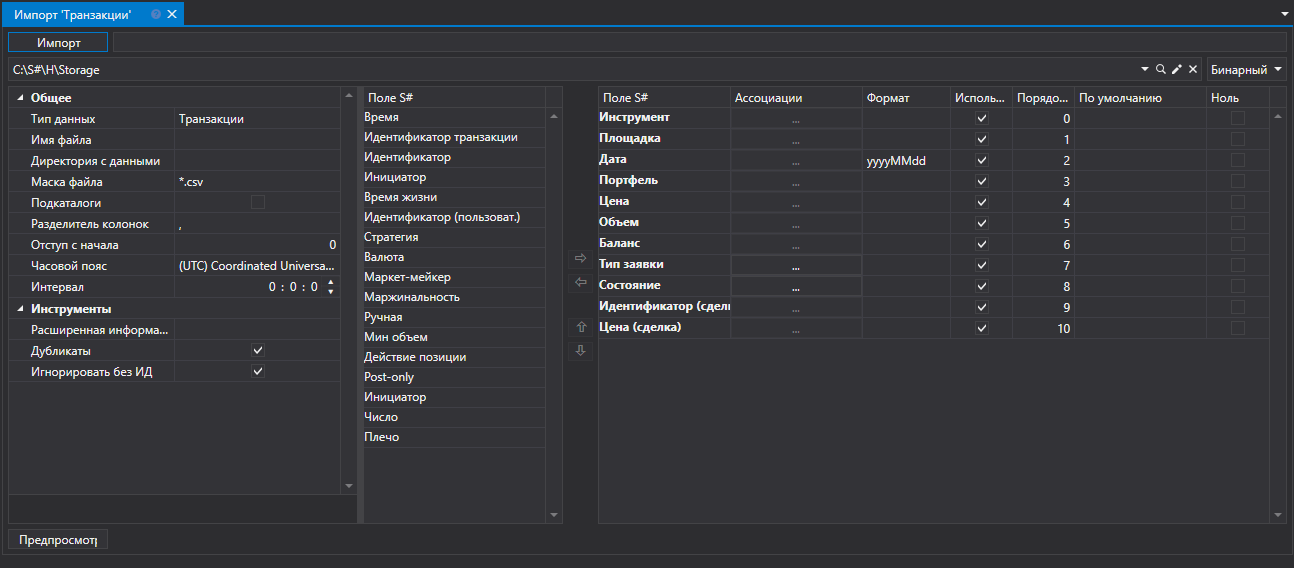 Импорт 'Транзакции'
Импорт
C:\S#\H\Storage
Бинарный
Общее
Тип данных Транзакции
Имя файла
Директория с данными
Маска файла *.csv
Подкаталоги
Разделитель колонок ,
Отступ с начала 0
Часовой пояс (UTC) Coordinated Universa...
Интервал 0 : 0 : 0
Инструменты
Расширенная информа...
Дубликаты
Игнорировать без ИД
Поле S#
Время
Идентификатор транзакции
Идентификатор
Инициатор
Время жизни
Идентификатор (пользоват.)
Стратегия
Валюта
Маркет-мейкер
Маржинальность
Ручная
Мин объем
Действие позиции
Post-only
Инициатор
Число
Плечо
Поле S# Ассоциации Формат Исполь... Порядо... По умолчанию Ноль
Инструмент ... 0
Площадка ... 1
Дата ... yyyyMMdd 2
Портфель ... 3
Цена ... 4
Объем ... 5
Баланс ... 6
Тип заявки ... 7
Состояние ... 8
Идентификатор (сдел ... 9
Цена (сделка) ... 10
Предпросмотр